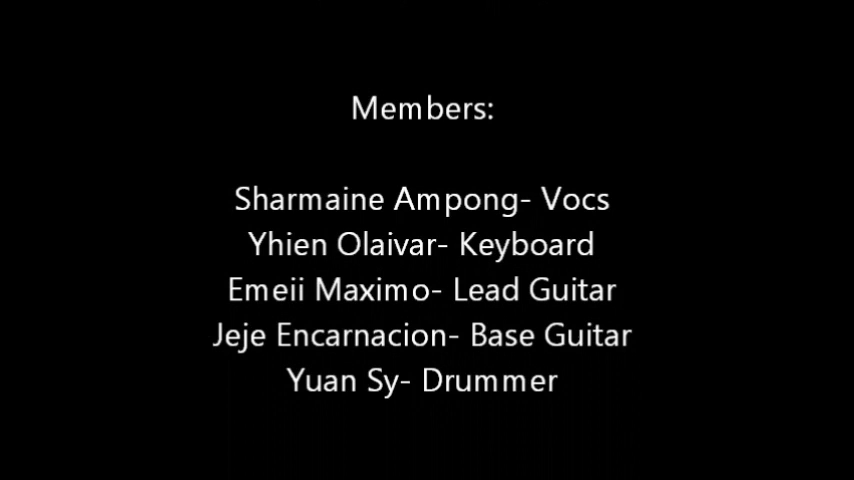 Members:
Sharmaine Ampong- Vocs
Yhien Olaivar- Keyboard
Emeii Maximo- Lead Guitar
Jeje Encarnacion- Base Guitar
Yuan Sy- Drummer